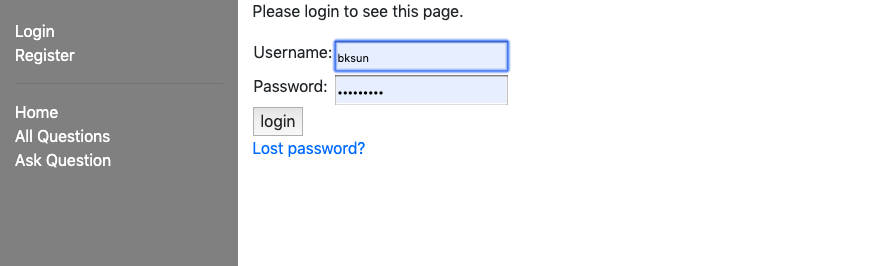 Login
Register
Home
All Questions
Ask Question
Please login to see this page.
Username: bksun
Password: •••••••••
login
Lost password?